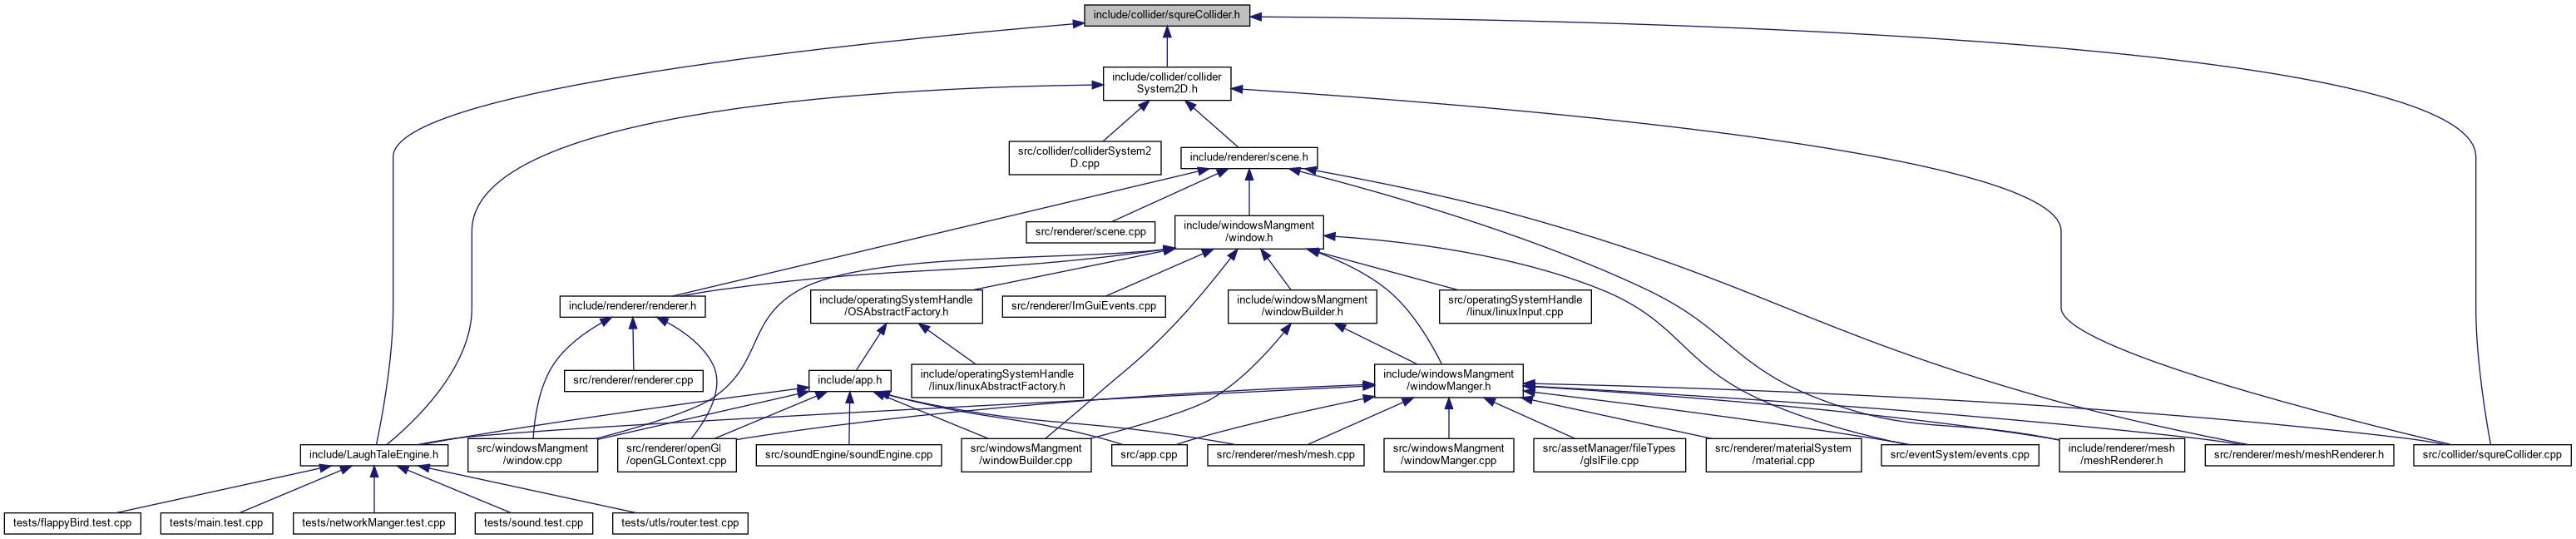 include/collider/squreCollider.h
include/collider/collider
System2D.h
src/collider/colliderSystem2
D.cpp
include/renderer/scene.h
src/renderer/scene.cpp
include/windowsMangment
/window.h
include/renderer/renderer.h
include/operatingSystemHandle
/OSAbstractFactory.h
src/renderer/ImGuiEvents.cpp
include/windowsMangment
/windowBuilder.h
src/operatingSystemHandle
/linux/linuxInput.cpp
src/renderer/renderer.cpp
include/app.h
include/operatingSystemHandle
/linux/linuxAbstractFactory.h
include/windowsMangment
/windowManger.h
include/LaughTaleEngine.h
src/windowsMangment
/window.cpp
src/renderer/openGl
/openGLContext.cpp
src/soundEngine/soundEngine.cpp
src/windowsMangment
/windowBuilder.cpp
src/app.cpp
src/renderer/mesh/mesh.cpp
src/windowsMangment
/windowManger.cpp
src/assetManager/fileTypes
/glslFile.cpp
src/renderer/materialSystem
/material.cpp
src/eventSystem/events.cpp
include/renderer/mesh
/meshRenderer.h
src/renderer/mesh/meshRenderer.h
src/collider/squreCollider.cpp
tests/flappyBird.test.cpp
tests/main.test.cpp
tests/networkManger.test.cpp
tests/sound.test.cpp
tests/utls/router.test.cpp